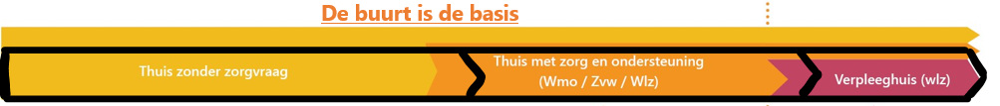 De buurt is de basis
Thuis zonder zorgvraag
Thuis met zorg en ondersteuning
(Wmo / Zvw / Wlz)
Verpleeghuis (wlz)